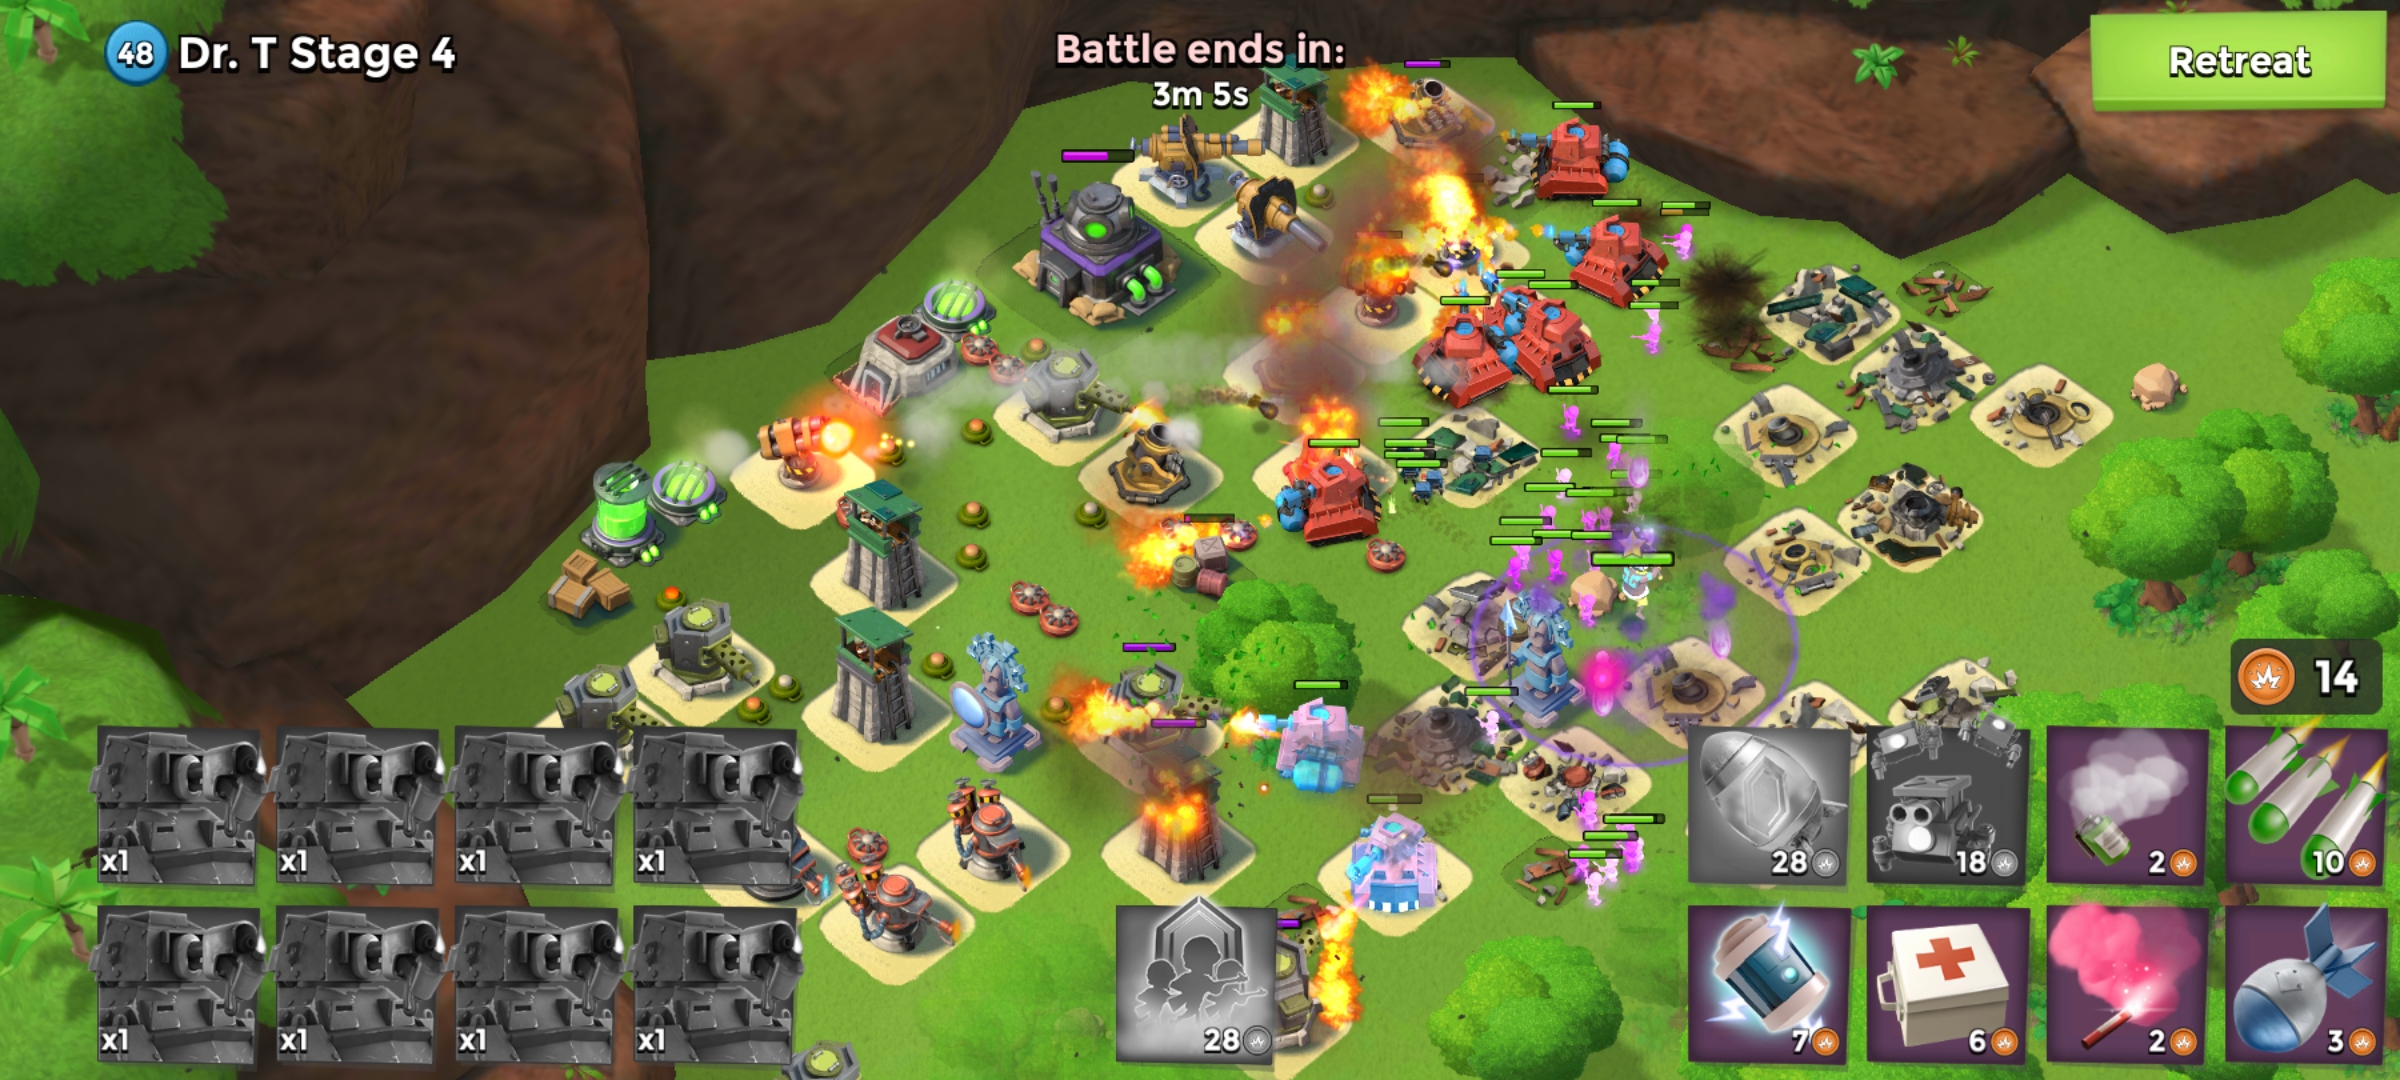 48 Dr. T Stage 4
Battle ends in:
3m 5s
Retreat
14
x1 x1 x1 x1
28 18 2 10
x1 x1 x1 x1
28
7 6 2 3